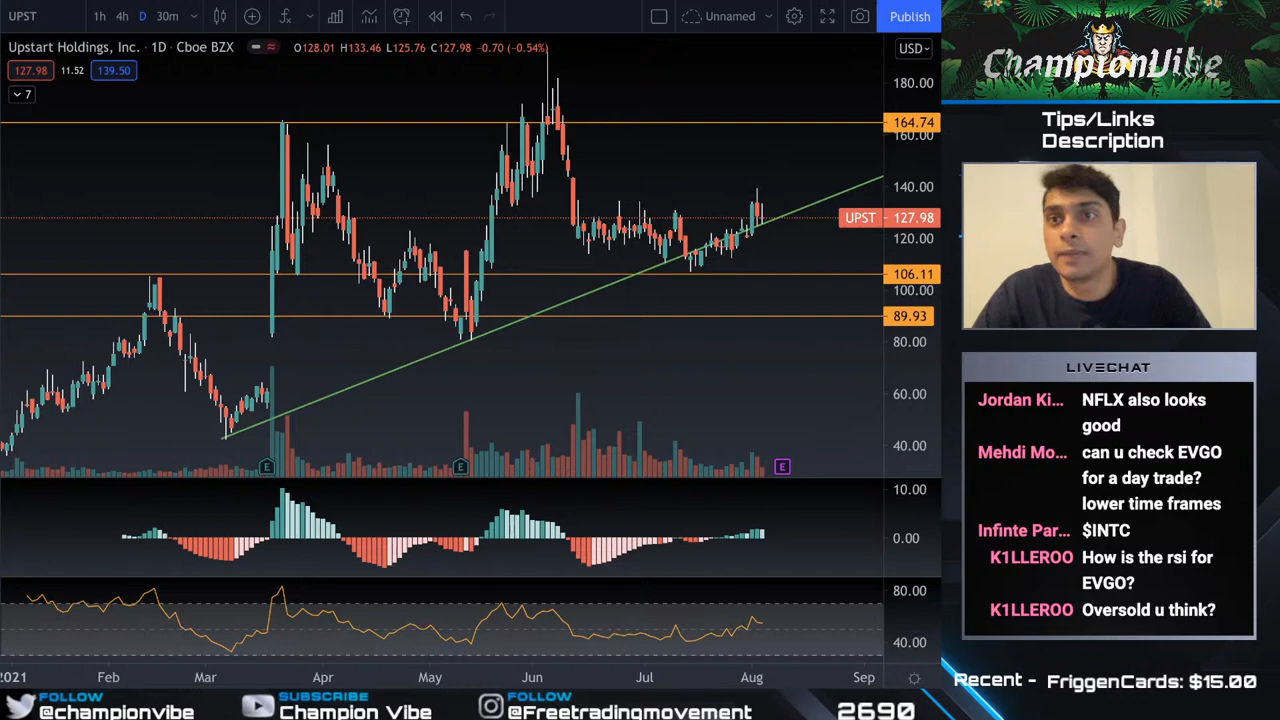 UPST
1h 4h D 30m
Unnamed
Publish
Upstart Holdings, Inc. · 1D · Cboe BZX
O128.01 H133.46 L125.76 C127.98 -0.70 (-0.54%)
USD
127.98 11.52 139.50
7
180.00
164.74
160.00
140.00
UPST 127.98
120.00
106.11
100.00
89.93
80.00
60.00
40.00
E E E
10.00
0.00
80.00
40.00
2021 Feb Mar Apr May Jun Jul Aug Sep
ChampionVibe
Tips/Links
Description
LIVECHAT
Jordan Ki... NFLX also looks
good
Mehdi Mo... can u check EVGO
for a day trade?
lower time frames
Infinte Par... $INTC
K1LLEROO How is the rsi for
EVGO?
K1LLEROO Oversold u think?
Recent - FriggenCards: $15.00
FOLLOW
@championvibe
SUBSCRIBE
Champion Vibe
FOLLOW
@Freetradingmovement
2690